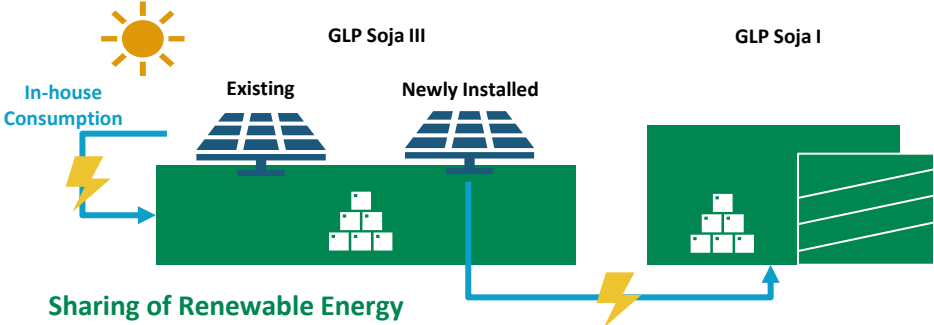 GLP Soja III
GLP Soja I
Existing
Newly Installed
In-house
Consumption
Sharing of Renewable Energy